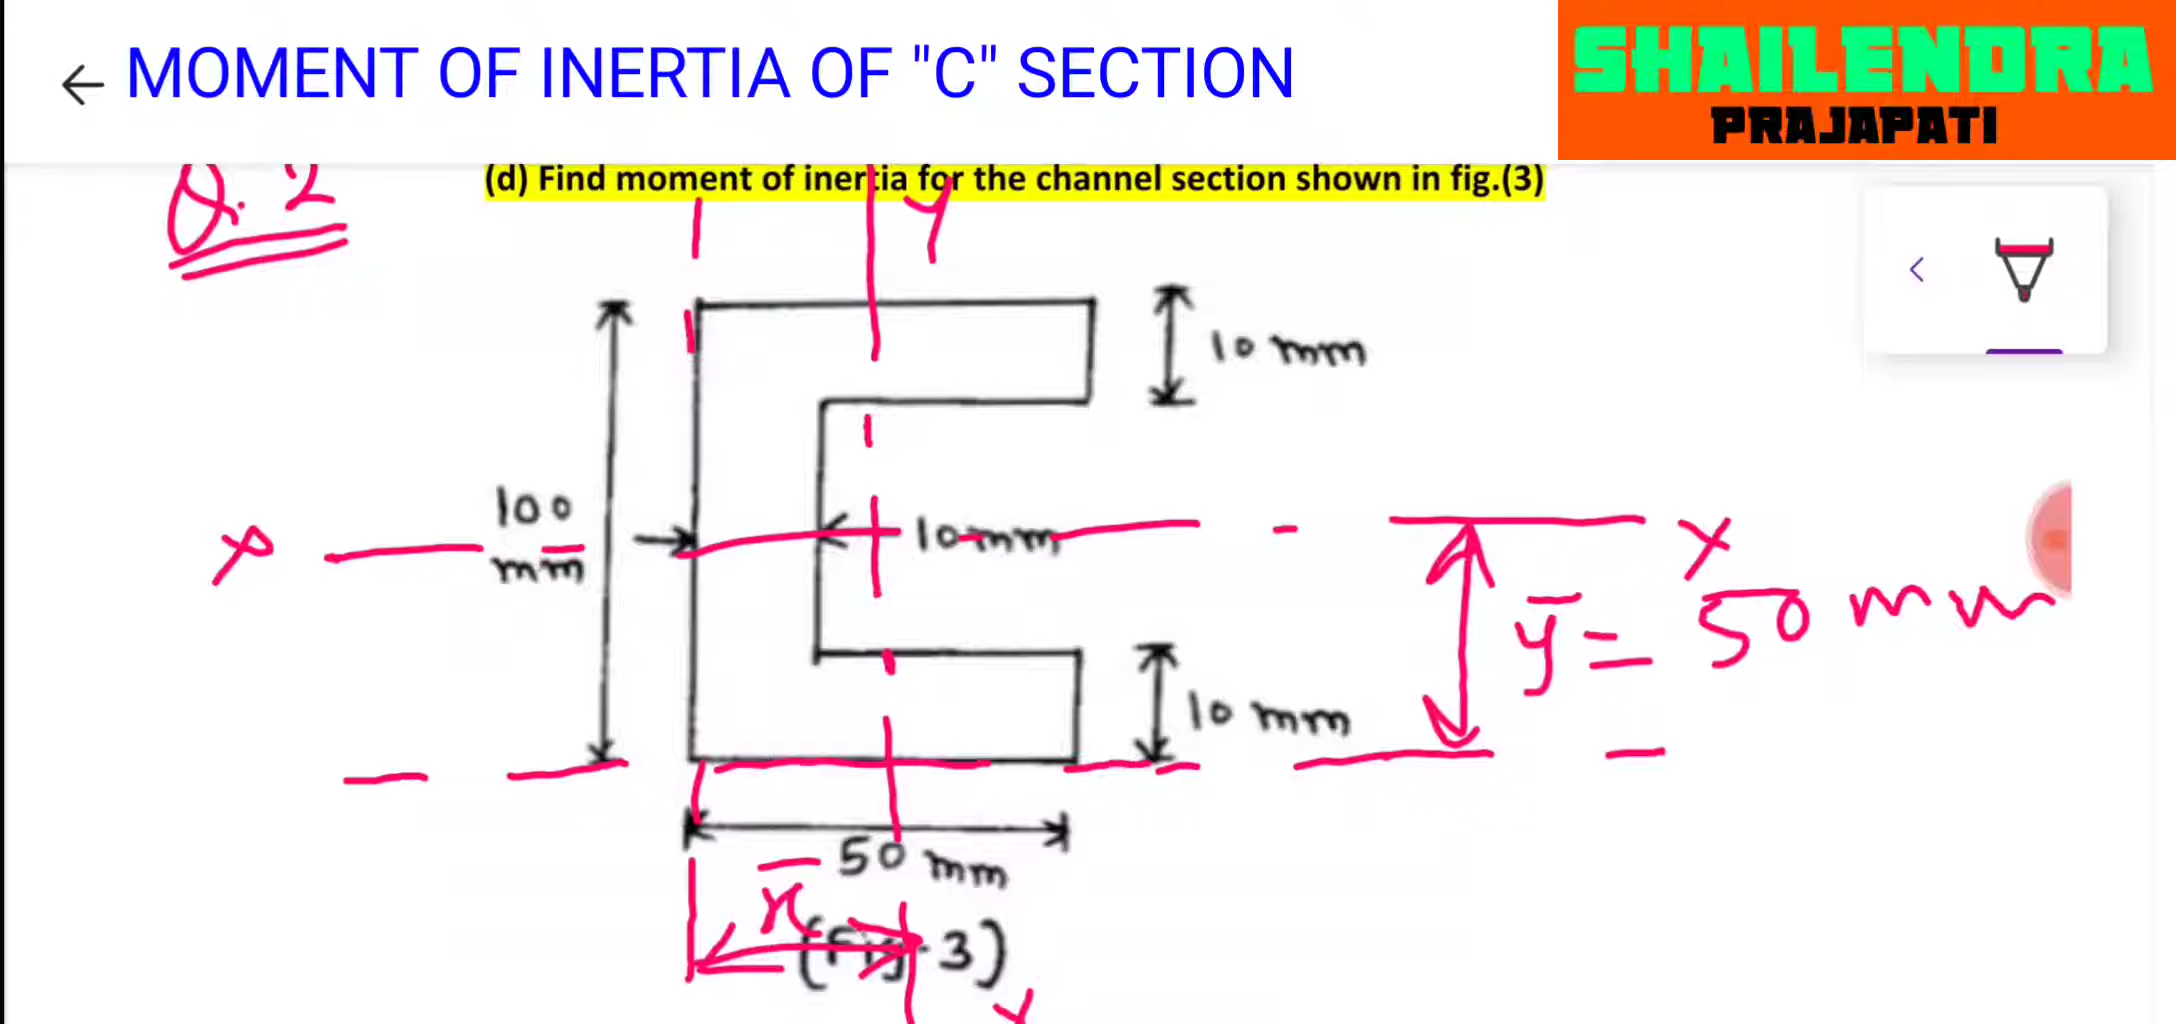 ← MOMENT OF INERTIA OF "C" SECTION
SHAILENDRA
PRAJAPATI
Q. 2
(d) Find moment of inertia for the channel section shown in fig.(3)
y
10 mm
100
mm
10 mm
x
x
ȳ = 50 mm
10 mm
50 mm
x̄
(fig-3)